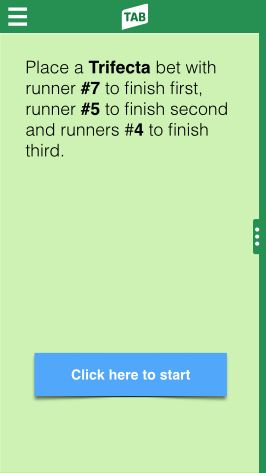 TAB
Place a Trifecta bet with
runner #7 to finish first,
runner #5 to finish second
and runners #4 to finish
third.
Click here to start